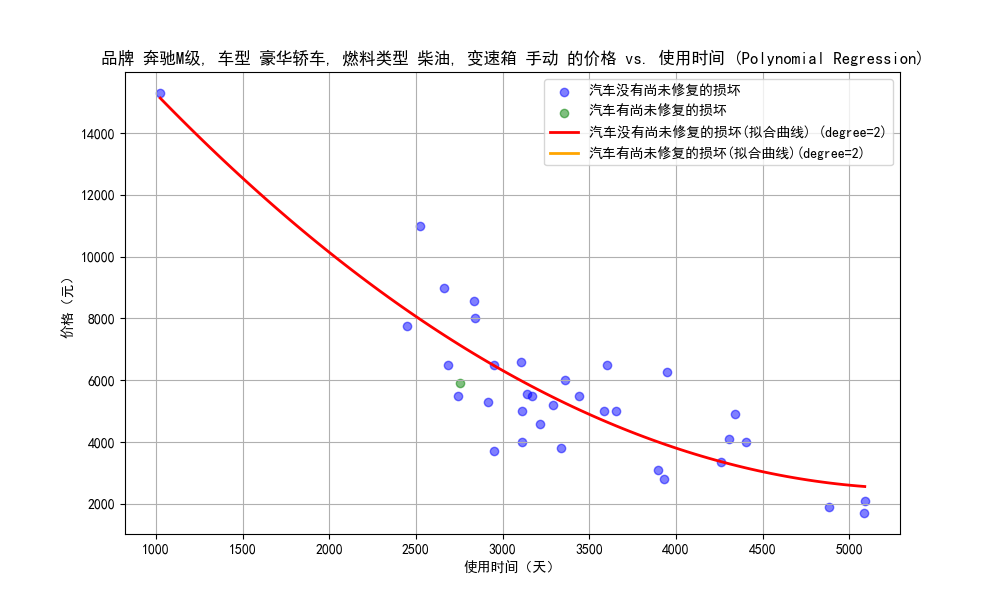 品牌 奔驰M级, 车型 豪华轿车, 燃料类型 柴油, 变速箱 手动 的价格 vs. 使用时间 (Polynomial Regression)
汽车没有尚未修复的损坏
汽车有尚未修复的损坏
汽车没有尚未修复的损坏(拟合曲线) (degree=2)
汽车有尚未修复的损坏(拟合曲线)(degree=2)
价格（元）
14000
12000
10000
8000
6000
4000
2000
1000 1500 2000 2500 3000 3500 4000 4500 5000
使用时间（天）